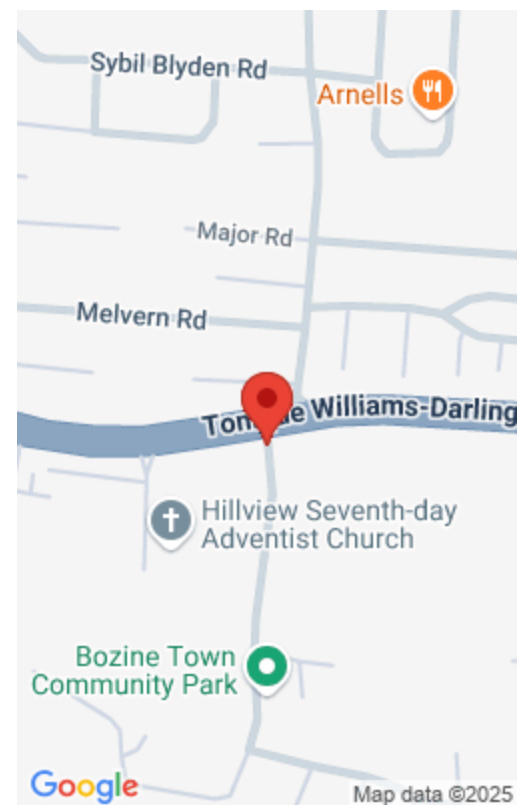 Sybil Blyden Rd
Arnells
Major Rd
Melvern Rd
Williams-Darling
Hillview Seventh-day
Adventist Church
Bozine Town
Community Park
Google
Map data ©2025